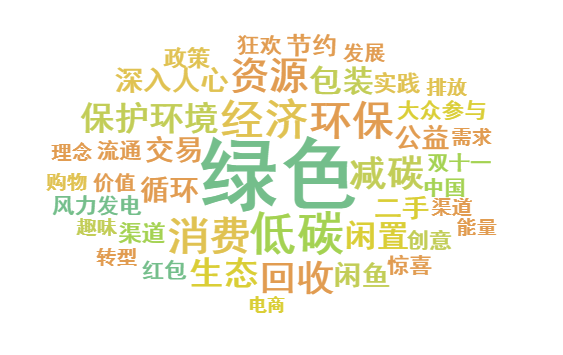 狂欢 节约 发展
政策
深入人心 资源 包装 实践 排放
保护环境 经济 环保 大众参与
公益 需求
理念 流通 交易 绿色 减碳 双十一
购物 价值 循环 中国
风力发电 二手 渠道
趣味 渠道 消费 低碳 闲置 创意 能量
转型 红包 生态 回收 闲鱼 惊喜
电商